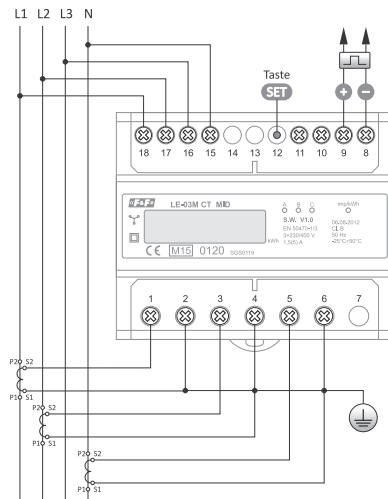 L1 L2 L3 N
Taste
SET
+ −
18 17 16 15 14 13 12 11 10 9 8
F&F LE-03M CT MID
A B C imp/kWh
S.W. V1.0
EN 50470-1/3
3×230/400 V
1,5(5) A
06.08.2012
CL.B
50 Hz
-25°C÷60°C
kWh
CE M15 0120 SGS0119
1 2 3 4 5 6 7
P2 S2
P1 S1
P2 S2
P1 S1
P2 S2
P1 S1